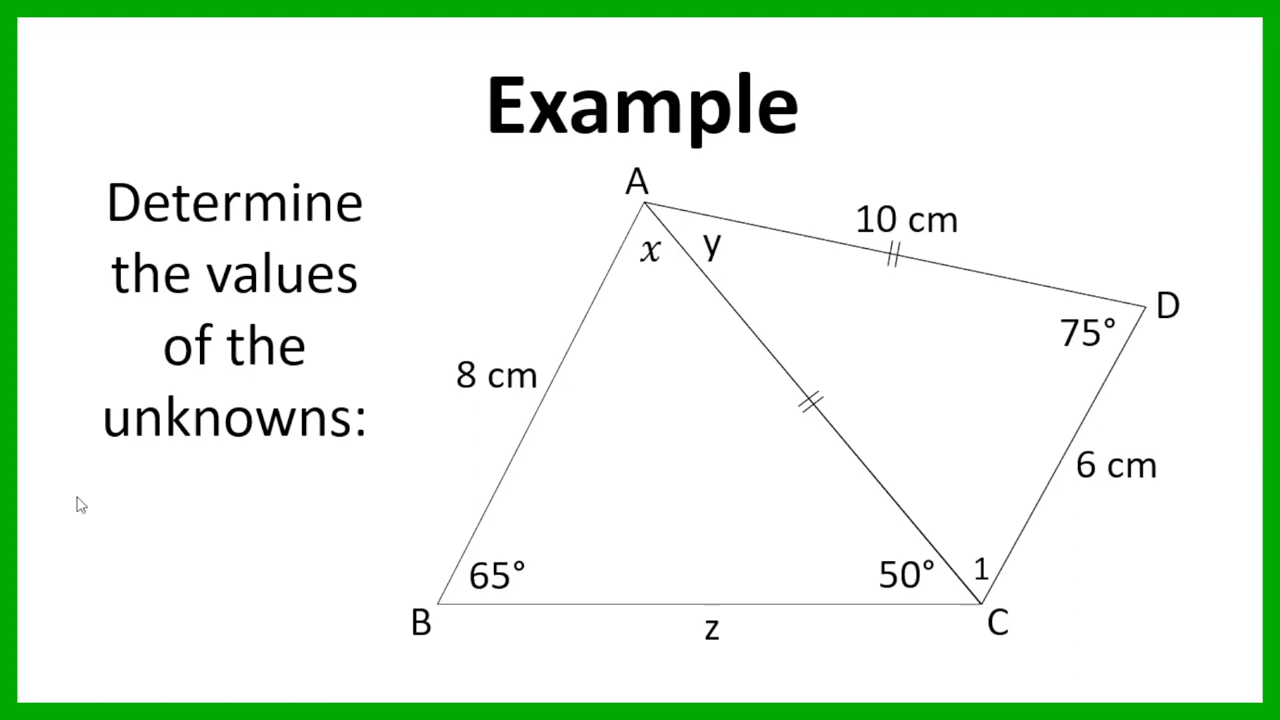 Example
Determine
the values
of the
unknowns:
A
10 cm
x
y
D
75°
8 cm
6 cm
65°
50°
1
B
z
C